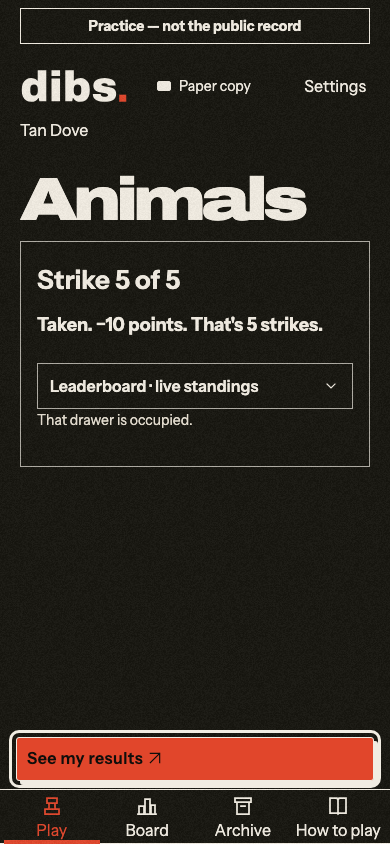 Practice — not the public record
dibs.
Paper copy
Settings
Tan Dove
Animals
Strike 5 of 5
Taken. −10 points. That's 5 strikes.
Leaderboard · live standings
That drawer is occupied.
See my results
Play
Board
Archive
How to play